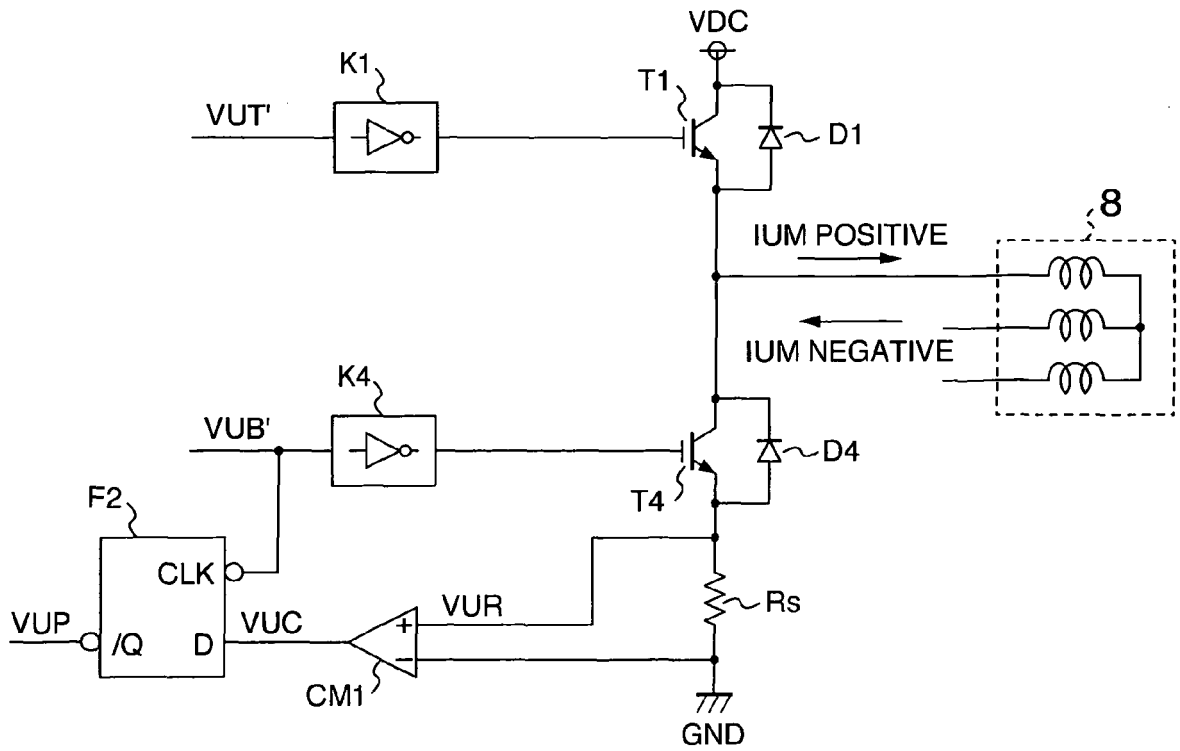 VDC
K1
T1
VUT'
D1
8
IUM POSITIVE
IUM NEGATIVE
K4
VUB'
D4
T4
F2
CLK
Rs
VUR
VUP
/Q
D
VUC
+
−
CM1
GND